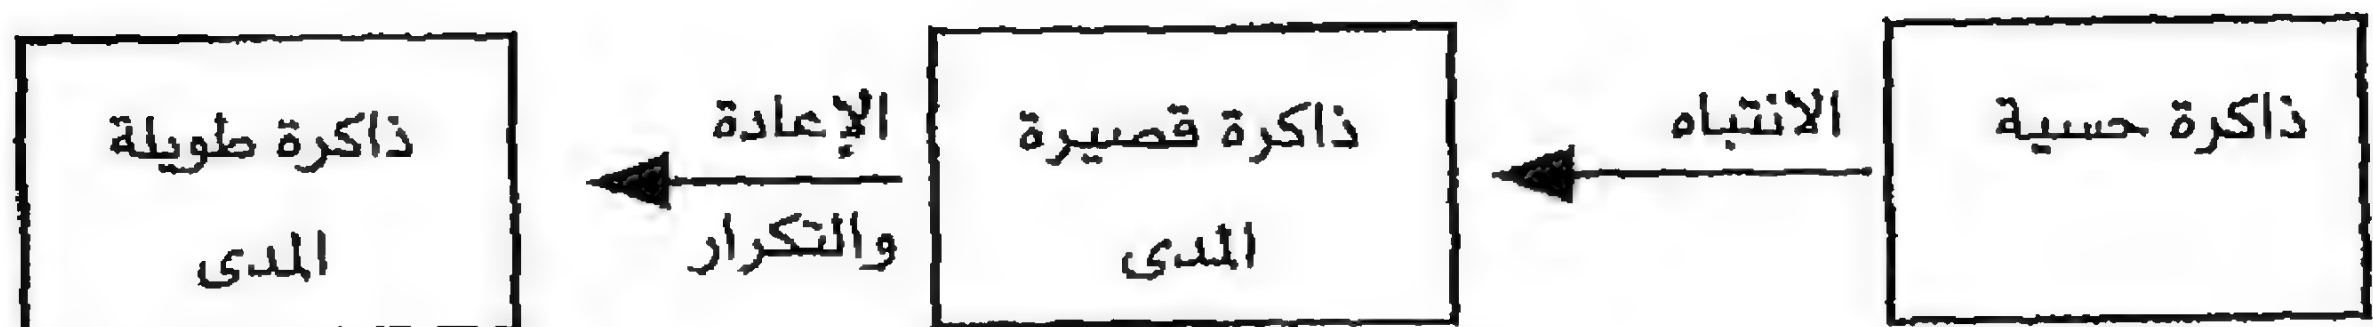 ذاكرة حسية
الانتباه
ذاكرة قصيرة
المدى
الإعادة
والتكرار
ذاكرة طويلة
المدى